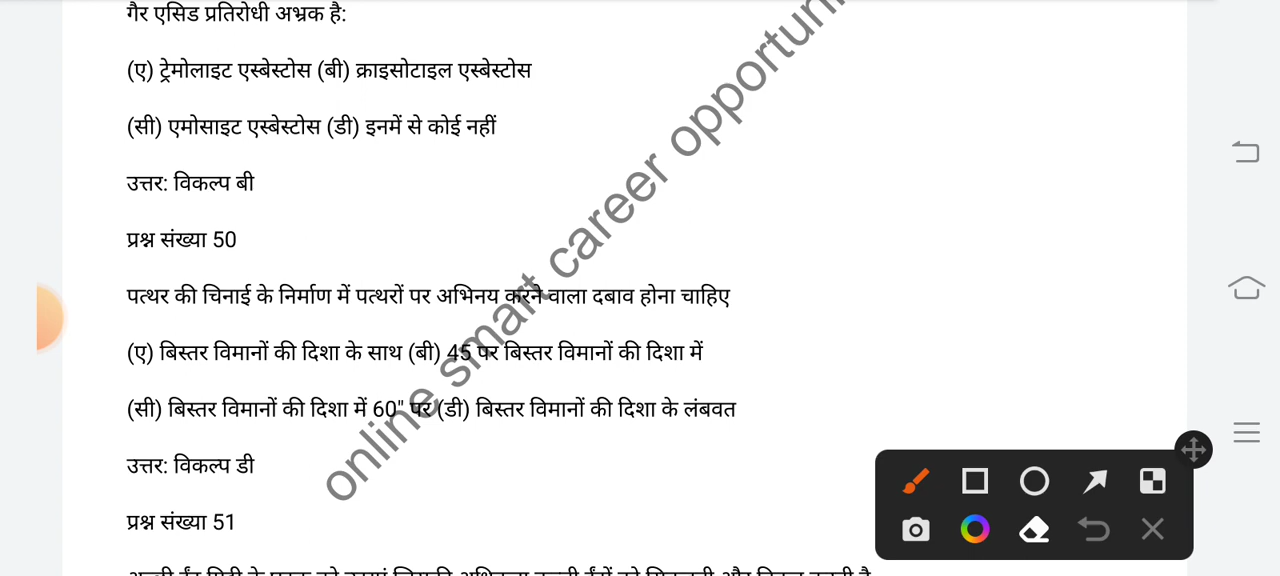 गैर एसिड प्रतिरोधी अभ्रक है:
(ए) ट्रेमोलाइट एस्बेस्टोस (बी) क्राइसोटाइल एस्बेस्टोस
(सी) एमोसाइट एस्बेस्टोस (डी) इनमें से कोई नहीं
उत्तर: विकल्प बी
प्रश्न संख्या 50
पत्थर की चिनाई के निर्माण में पत्थरों पर अभिनय करने वाला दबाव होना चाहिए
(ए) बिस्तर विमानों की दिशा के साथ (बी) 45 पर बिस्तर विमानों की दिशा में
(सी) बिस्तर विमानों की दिशा में 60" पर (डी) बिस्तर विमानों की दिशा के लंबवत
उत्तर: विकल्प डी
प्रश्न संख्या 51
online smart career